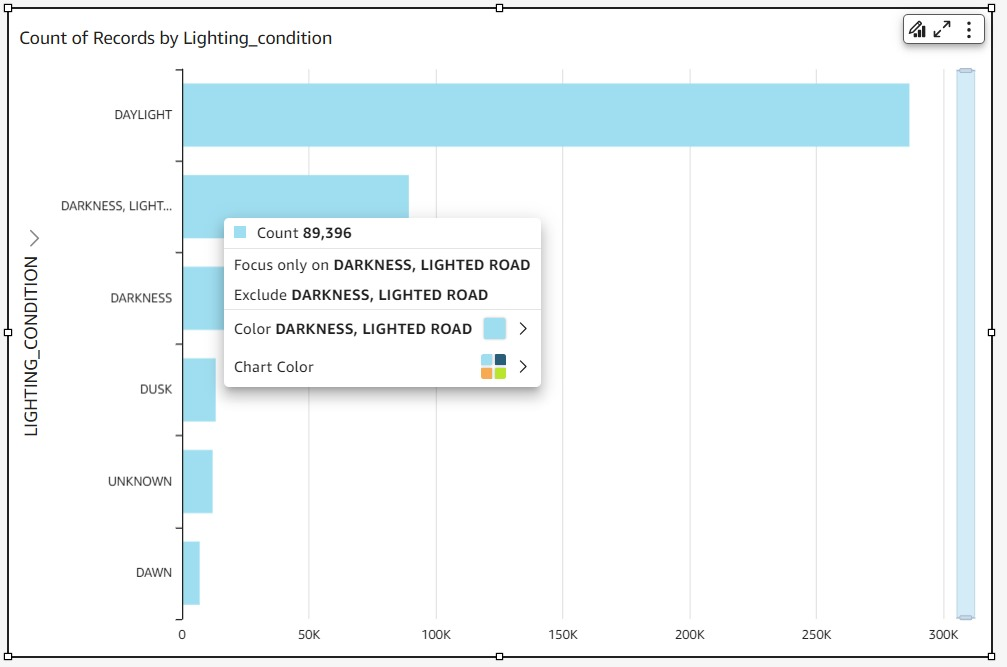 Count of Records by Lighting_condition
LIGHTING_CONDITION
DAYLIGHT
DARKNESS, LIGHT...
DARKNESS
DUSK
UNKNOWN
DAWN
Count 89,396
Focus only on DARKNESS, LIGHTED ROAD
Exclude DARKNESS, LIGHTED ROAD
Color DARKNESS, LIGHTED ROAD
Chart Color
0 50K 100K 150K 200K 250K 300K